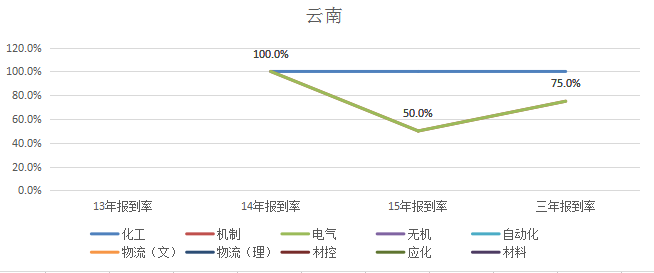 云南
120.0%
100.0%
80.0%
60.0%
40.0%
20.0%
0.0%
100.0%
50.0%
75.0%
13年报到率 14年报到率 15年报到率 三年报到率
化工 机制 电气 无机 自动化
物流（文） 物流（理） 材控 应化 材料